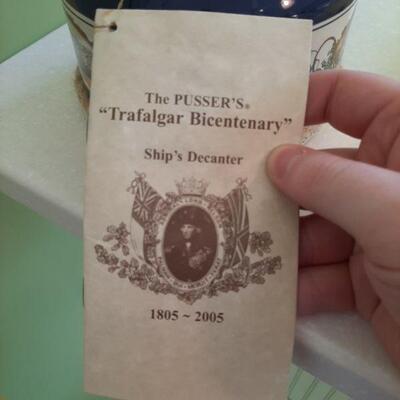 The PUSSER'S®
"Trafalgar Bicentenary"
Ship's Decanter
1805 ~ 2005